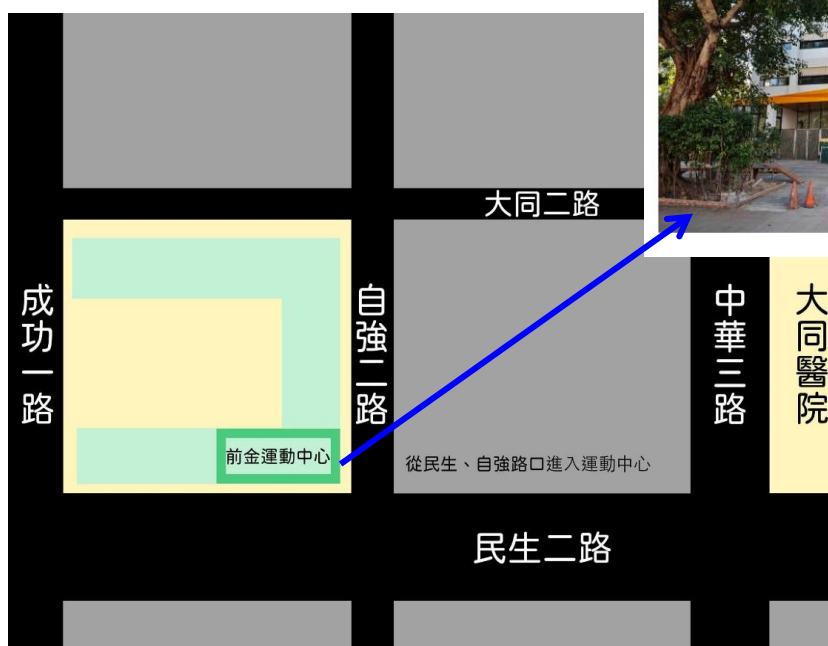 大同二路
成功一路
自強二路
中華三路
大同醫院
前金運動中心
從民生、自強路口進入運動中心
民生二路